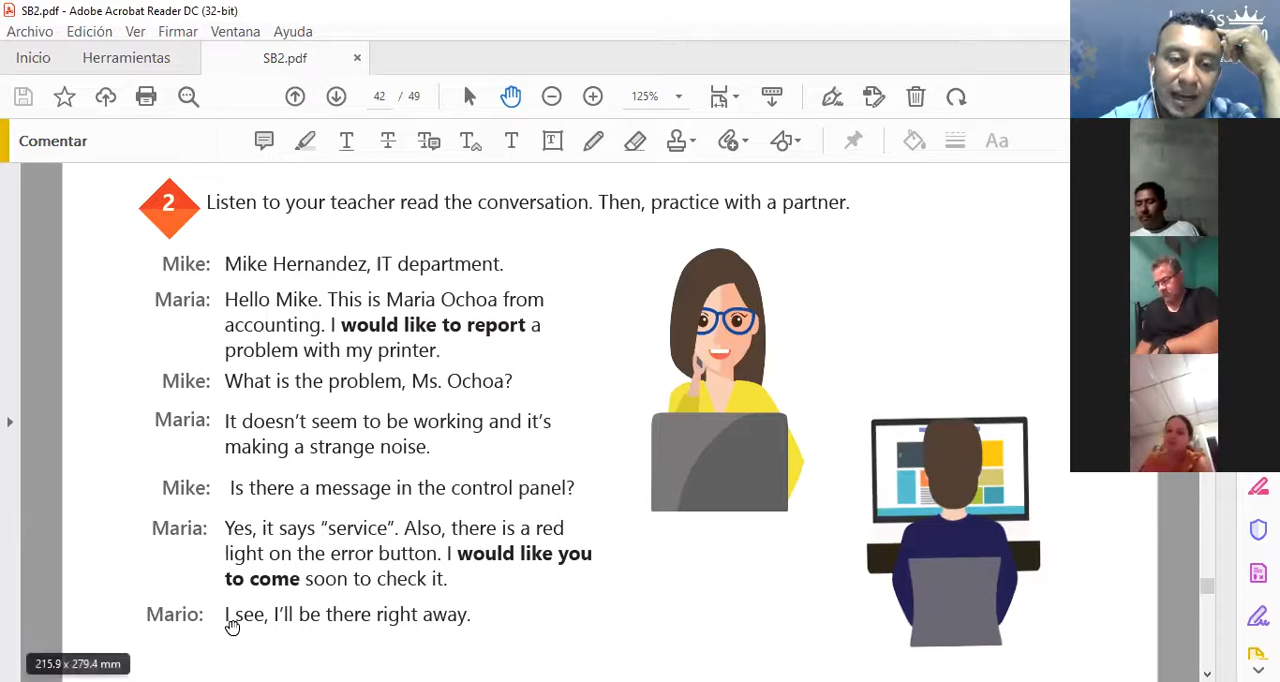 SB2.pdf - Adobe Acrobat Reader DC (32-bit)
Archivo Edición Ver Firmar Ventana Ayuda
Inicio Herramientas SB2.pdf ×
42 / 49 125%
Comentar
Aa
2 Listen to your teacher read the conversation. Then, practice with a partner.
Mike: Mike Hernandez, IT department.
Maria: Hello Mike. This is Maria Ochoa from
accounting. I would like to report a
problem with my printer.
Mike: What is the problem, Ms. Ochoa?
Maria: It doesn't seem to be working and it's
making a strange noise.
Mike: Is there a message in the control panel?
Maria: Yes, it says “service”. Also, there is a red
light on the error button. I would like you
to come soon to check it.
Mario: I see, I'll be there right away.
215.9 x 279.4 mm